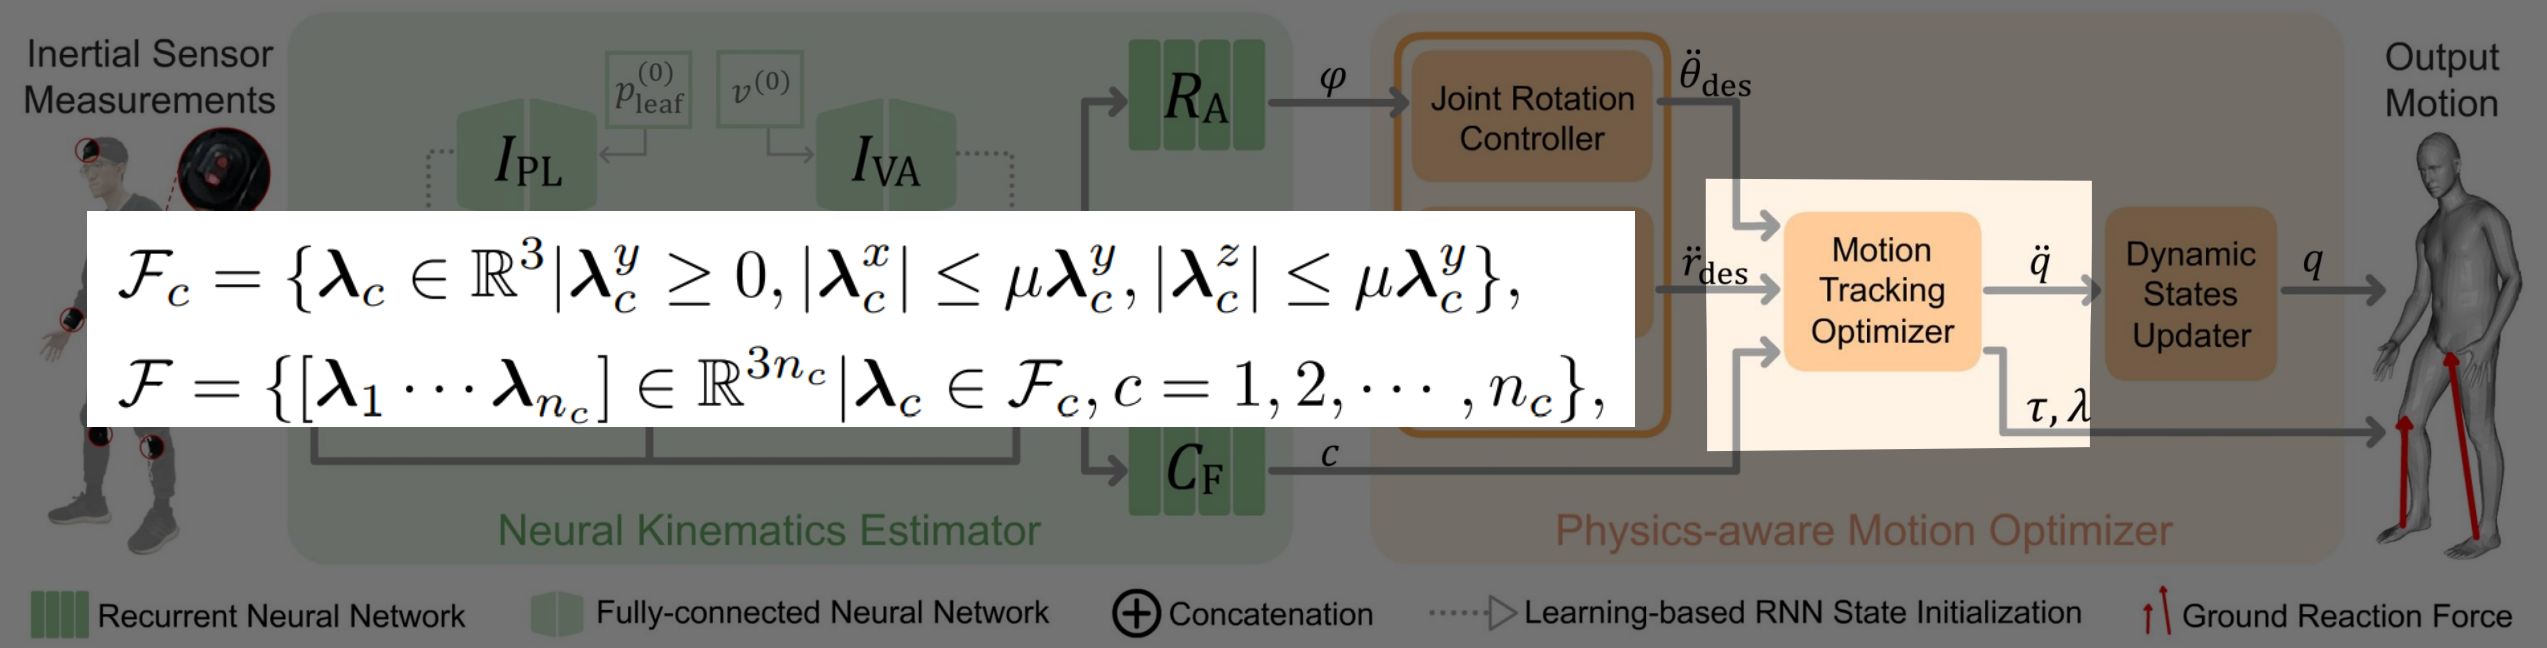 Inertial Sensor
Measurements
p_leaf^(0)
v^(0)
I_PL
I_VA
R_A
φ
Joint Rotation
Controller
θ̈_des
Output
Motion
𝓕_c = {λ_c ∈ ℝ³|λ_c^y ≥ 0, |λ_c^x| ≤ μλ_c^y, |λ_c^z| ≤ μλ_c^y},
𝓕 = {[λ_1 ⋯ λ_{n_c}] ∈ ℝ^{3n_c}|λ_c ∈ 𝓕_c, c = 1, 2, ⋯ , n_c},
r̈_des
Motion
Tracking
Optimizer
q̈
Dynamic
States
Updater
q
τ, λ
C_F
c
Neural Kinematics Estimator
Physics-aware Motion Optimizer
Recurrent Neural Network
Fully-connected Neural Network
Concatenation
Learning-based RNN State Initialization
Ground Reaction Force